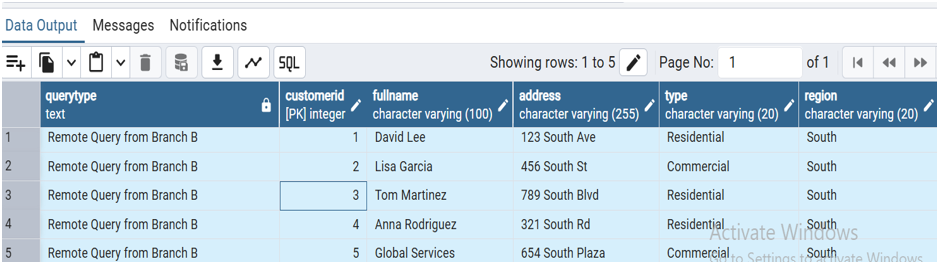 Data Output Messages Notifications
SQL Showing rows: 1 to 5 Page No: 1 of 1
querytype customerid fullname address type region
text [PK] integer character varying (100) character varying (255) character varying (20) character varying (20)
1 Remote Query from Branch B 1 David Lee 123 South Ave Residential South
2 Remote Query from Branch B 2 Lisa Garcia 456 South St Commercial South
3 Remote Query from Branch B 3 Tom Martinez 789 South Blvd Residential South
4 Remote Query from Branch B 4 Anna Rodriguez 321 South Rd Residential South
Activate Windows
5 Remote Query from Branch B 5 Global Services 654 South Plaza Commercial South
to Settings to activate Windows